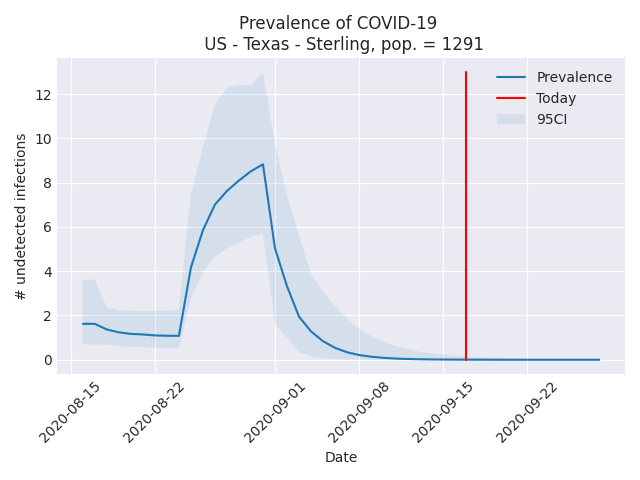 Prevalence of COVID-19
US - Texas - Sterling, pop. = 1291
# undetected infections
12
10
8
6
4
2
0
Prevalence
Today
95CI
2020-08-15
2020-08-22
2020-09-01
2020-09-08
2020-09-15
2020-09-22
Date